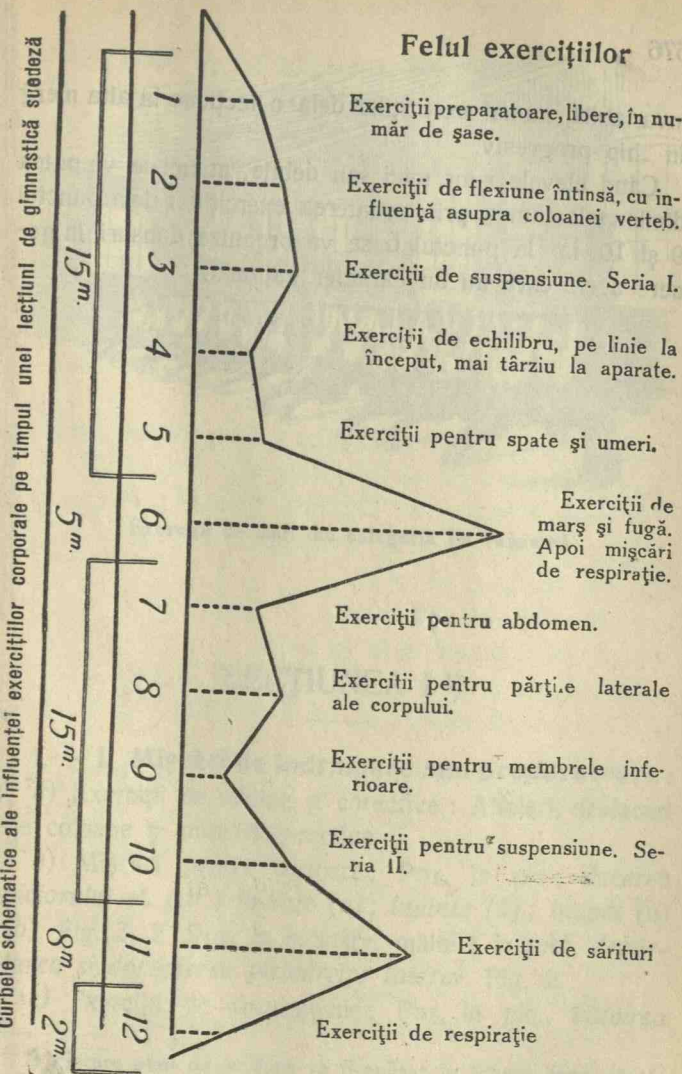 576
Curbele schematice ale influenței exercițiilor corporale pe timpul unei lecțiuni de gimnastică suedeză
Felul exercițiilor
15 m.
5 m.
15 m.
8 m.
2 m.
1
Exerciții preparatoare, libere, în nu-
măr de șase.
2
Exerciții de flexiune întinsă, cu in-
fluență asupra coloanei verteb.
3
Exerciții de suspensiune. Seria I.
4
Exerciții de echilibru, pe linie la
început, mai târziu la aparate.
5
Exerciții pentru spate și umeri.
6
Exerciții de
marș și fugă.
Apoi mișcări
de respirație.
7
Exerciții pentru abdomen.
8
Exercitii pentru părți.e laterale
ale corpului.
9
Exerciții pentru membrele infe-
rioare.
10
Exerciții pentru suspensiune. Se-
ria II.
11
Exerciții de sărituri
12
Exerciții de respirație